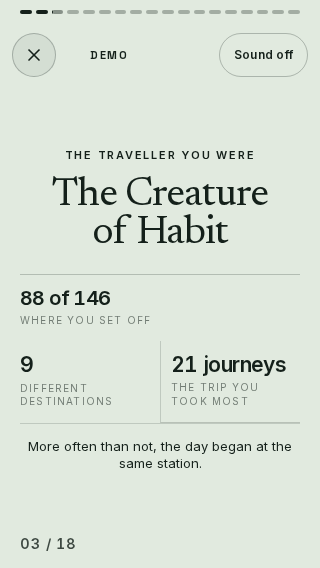 DEMO
Sound off
THE TRAVELLER YOU WERE
The Creature
of Habit
88 of 146
WHERE YOU SET OFF
9
DIFFERENT
DESTINATIONS
21 journeys
THE TRIP YOU
TOOK MOST
More often than not, the day began at the
same station.
03 / 18